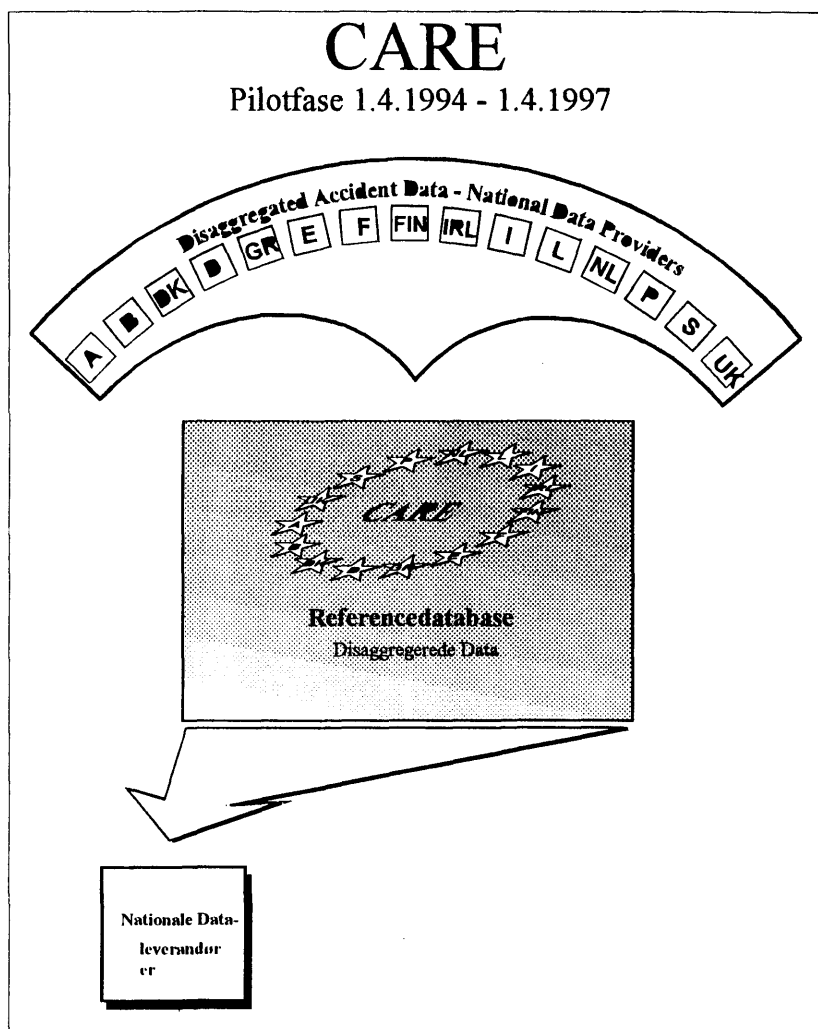 CARE
Pilotfase 1.4.1994 - 1.4.1997
Disaggregated Accident Data - National Data Providers
A B DK D GR E F FIN IRL I L NL P S UK
CARE
Referencedatabase
Disaggregerede Data
Nationale Data-
leverandør
er